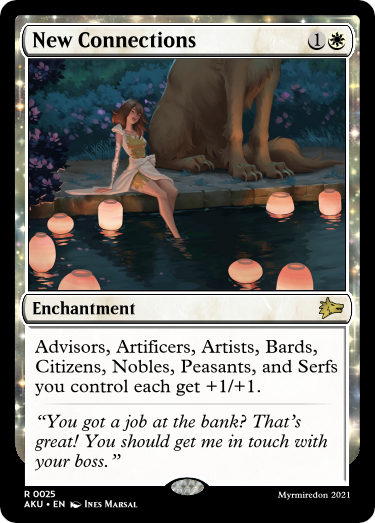 New Connections 1
Enchantment
Advisors, Artificers, Artists, Bards,
Citizens, Nobles, Peasants, and Serfs
you control each get +1/+1.
“You got a job at the bank? That’s
great! You should get me in touch with
your boss.”
R 0025
AKU • EN Ines Marsal
Myrmiredon 2021